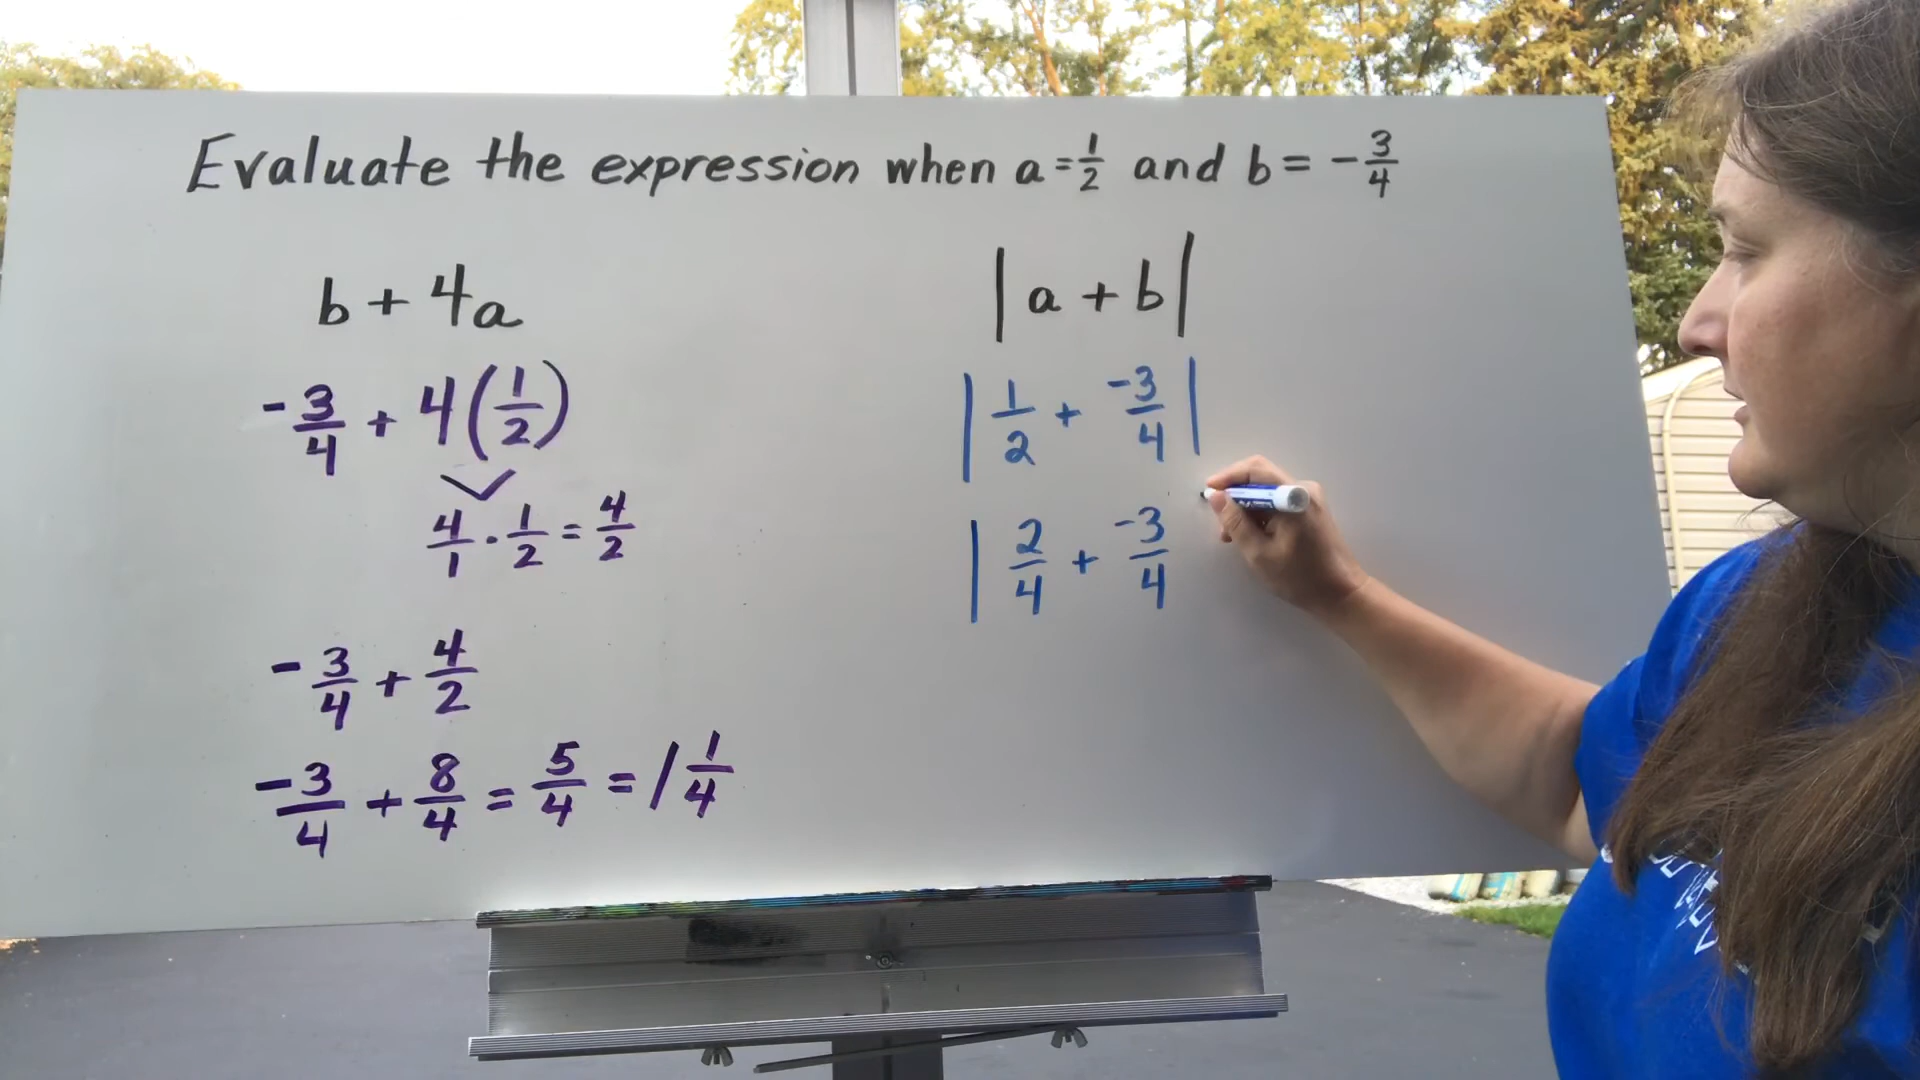 Evaluate the expression when a = 1/2 and b = -3/4
b + 4a
-3/4 + 4(1/2)
4/1 · 1/2 = 4/2
-3/4 + 4/2
-3/4 + 8/4 = 5/4 = 1 1/4
|a + b|
|1/2 + -3/4|
|2/4 + -3/4